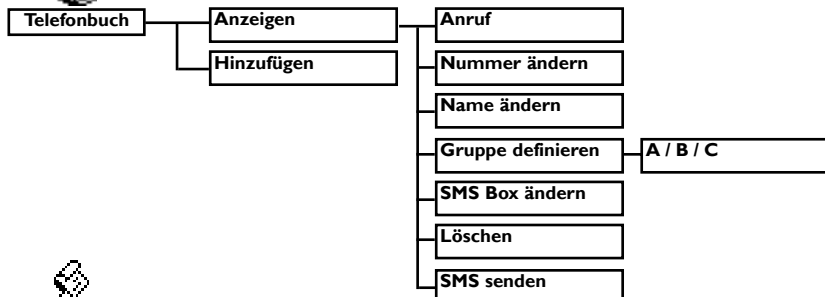 Telefonbuch
Anzeigen
Anruf
Hinzufügen
Nummer ändern
Name ändern
Gruppe definieren
A / B / C
SMS Box ändern
Löschen
SMS senden